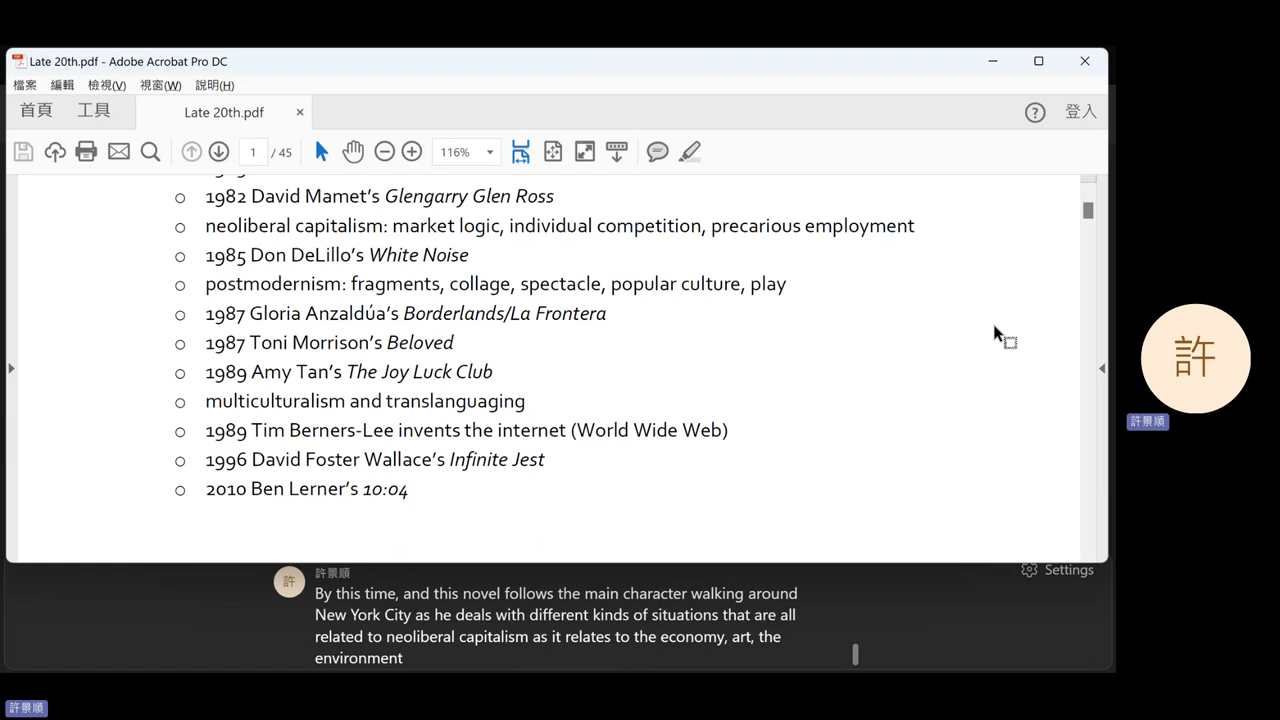 Late 20th.pdf - Adobe Acrobat Pro DC
檔案 編輯 檢視(V) 視窗(W) 說明(H)
首頁 工具 Late 20th.pdf × 登入
1 / 45 116%
○ 1982 David Mamet’s Glengarry Glen Ross
○ neoliberal capitalism: market logic, individual competition, precarious employment
○ 1985 Don DeLillo’s White Noise
○ postmodernism: fragments, collage, spectacle, popular culture, play
○ 1987 Gloria Anzaldúa’s Borderlands/La Frontera
○ 1987 Toni Morrison’s Beloved
○ 1989 Amy Tan’s The Joy Luck Club
○ multiculturalism and translanguaging
○ 1989 Tim Berners-Lee invents the internet (World Wide Web)
○ 1996 David Foster Wallace’s Infinite Jest
○ 2010 Ben Lerner’s 10:04
許
許景順
Settings
許
許景順
By this time, and this novel follows the main character walking around
New York City as he deals with different kinds of situations that are all
related to neoliberal capitalism as it relates to the economy, art, the
environment
許景順